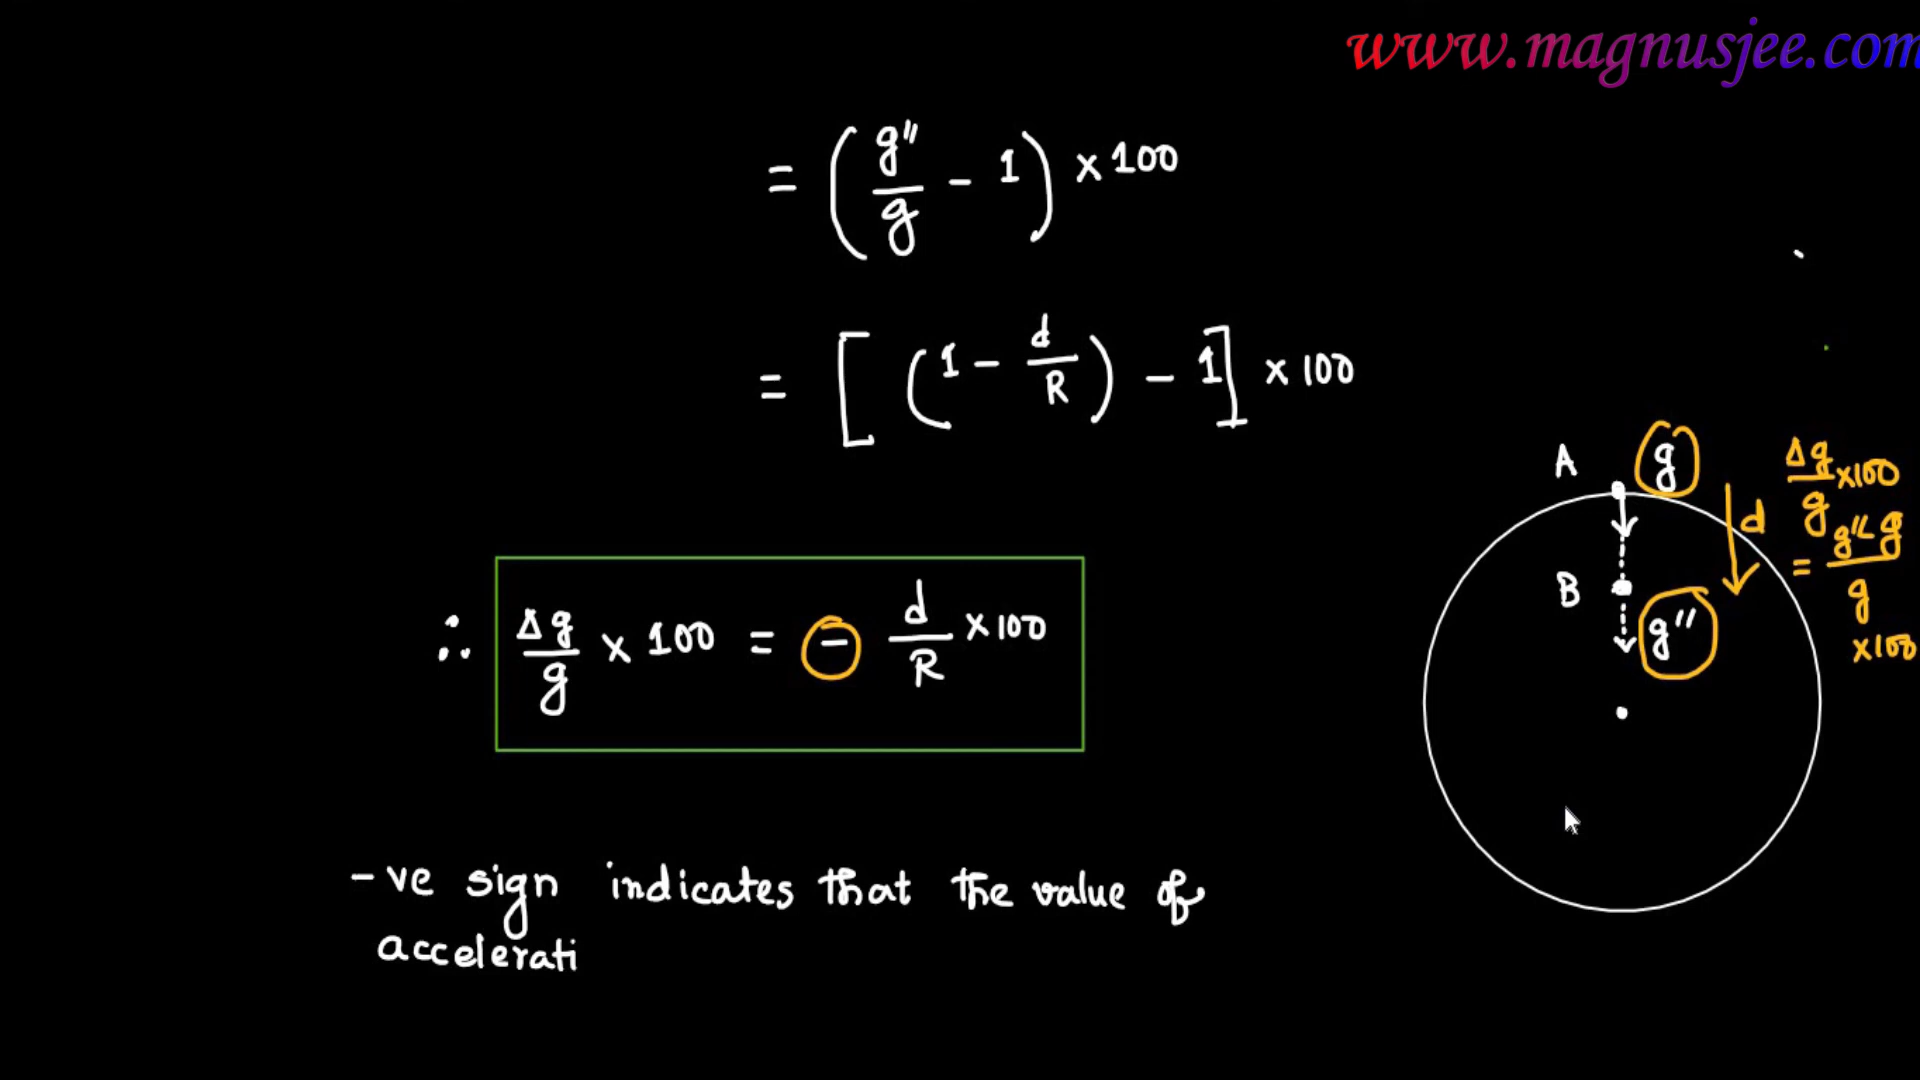 www.magnusjee.com
= (g"/g - 1) × 100
= [(1 - d/R) - 1] × 100
A g
Δg/g ×100
d
= g"-g/g ×100
B
g"
∴ Δg/g × 100 = - d/R × 100
-ve sign indicates that the value of
accelerati